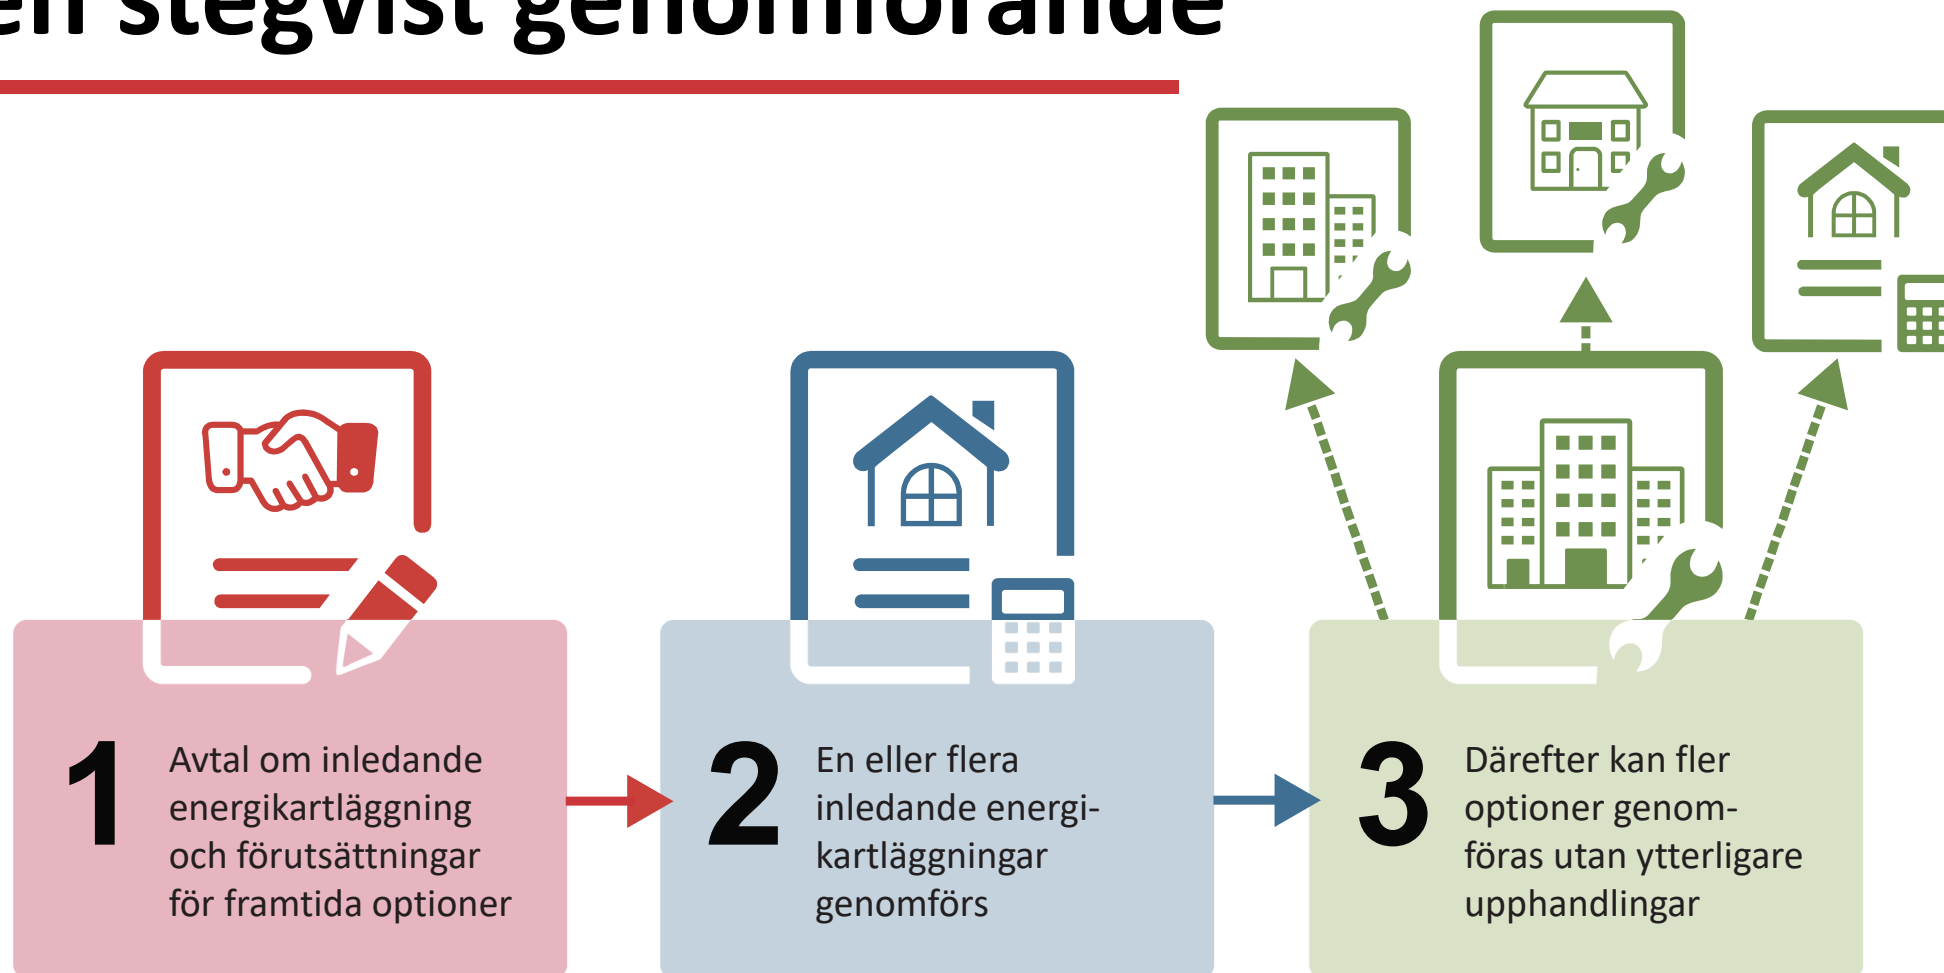 en stegvist genomförande
1
Avtal om inledande
energikartläggning
och förutsättningar
för framtida optioner
2
En eller flera
inledande energi-
kartläggningar
genomförs
3
Därefter kan fler
optioner genom-
föras utan ytterligare
upphandlingar